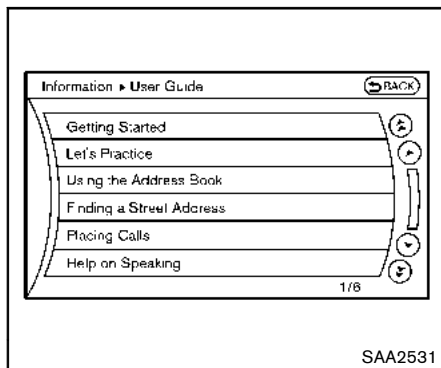 Information ▸ User Guide
BACK
Getting Started
Let's Practice
Using the Address Book
Finding a Street Address
Placing Calls
Help on Speaking
1/6
SAA2531